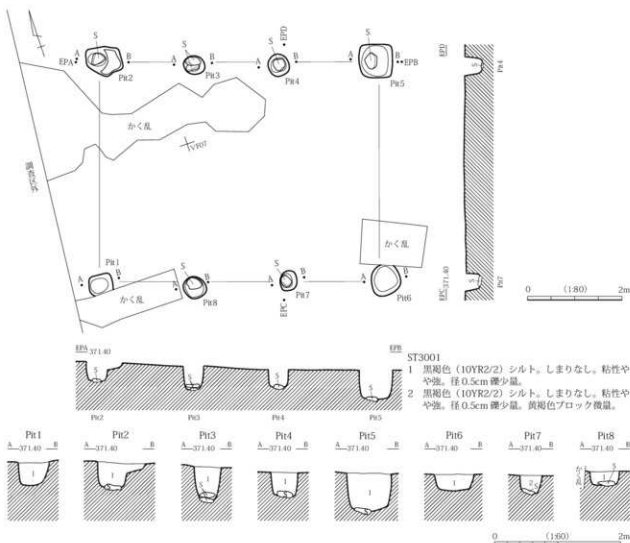 S
EPA A B
Pit2
S
A B
Pit3
EPD
S
A B
Pit4
S
A B EPB
Pit5
かく乱
VF07
調査区外
Pit1
A B
かく乱
S
A B
Pit8
S
A B
Pit7
EPC
かく乱
A B
Pit6
EPD
S
Pit4
S
Pit7
EPC 371.40
0 (1:80) 2m
EPA 371.40 EPB
S S S S
Pit2 Pit3 Pit4 Pit5
ST3001
1 黒褐色（10YR2/2）シルト。しまりなし。粘性や
や強。径0.5cm礫少量。
2 黒褐色（10YR2/2）シルト。しまりなし。粘性や
や強。径0.5cm礫少量。黄褐色ブロック微量。
Pit1 Pit2 Pit3 Pit4 Pit5 Pit6 Pit7 Pit8
A 371.40 B A 371.40 B A 371.40 B A 371.40 B A 371.40 B A 371.40 B A 371.40 B A 371.40 B
1 1 S 1 S 1 S 1 S 1 2 S かく乱 1 S
0 (1:60) 2m